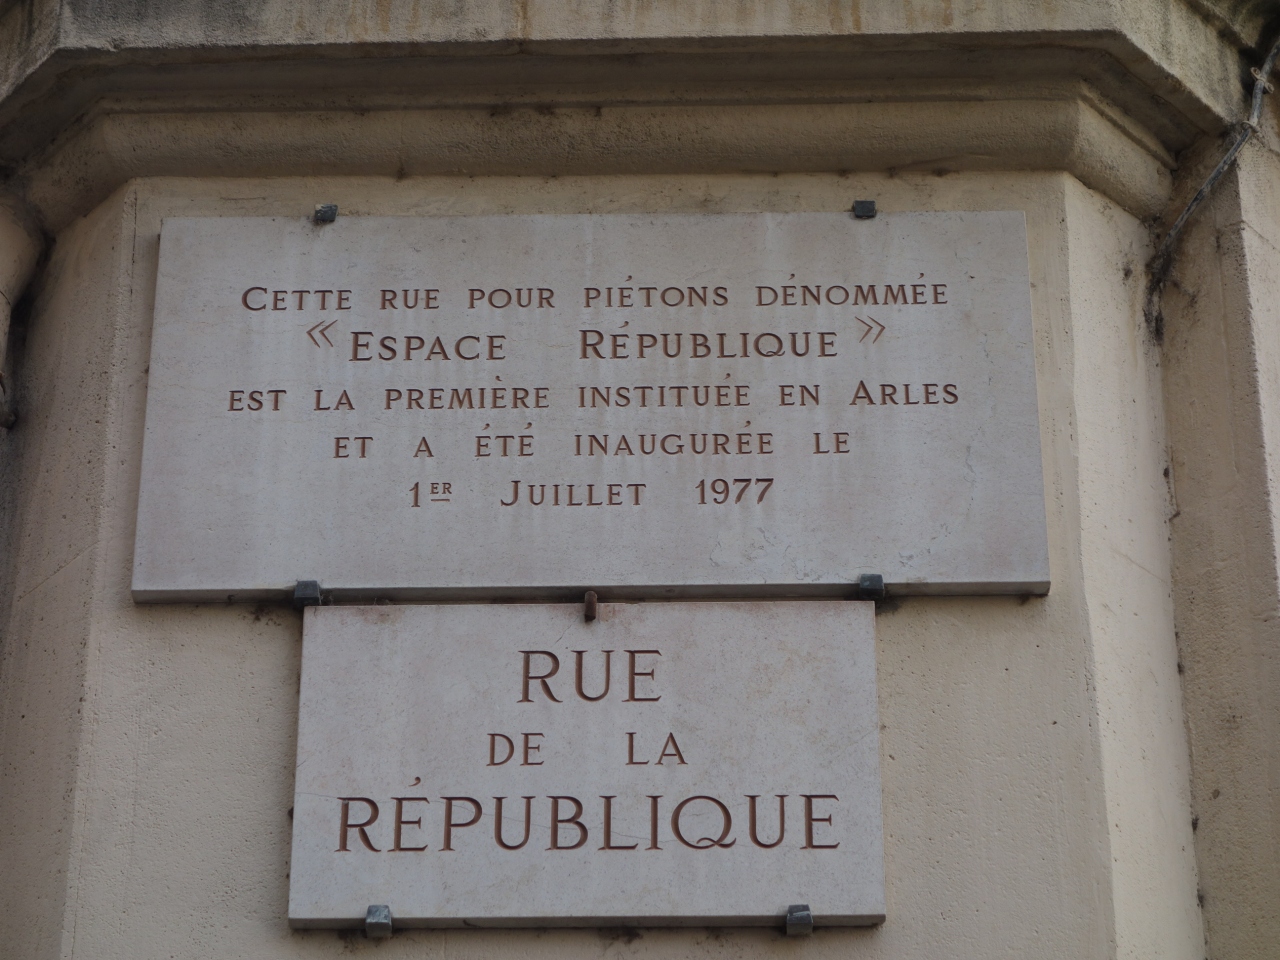 Cette rue pour piétons dénommée
« Espace République »
est la première instituée en Arles
et a été inaugurée le
1er Juillet 1977
RUE
DE LA
RÉPUBLIQUE